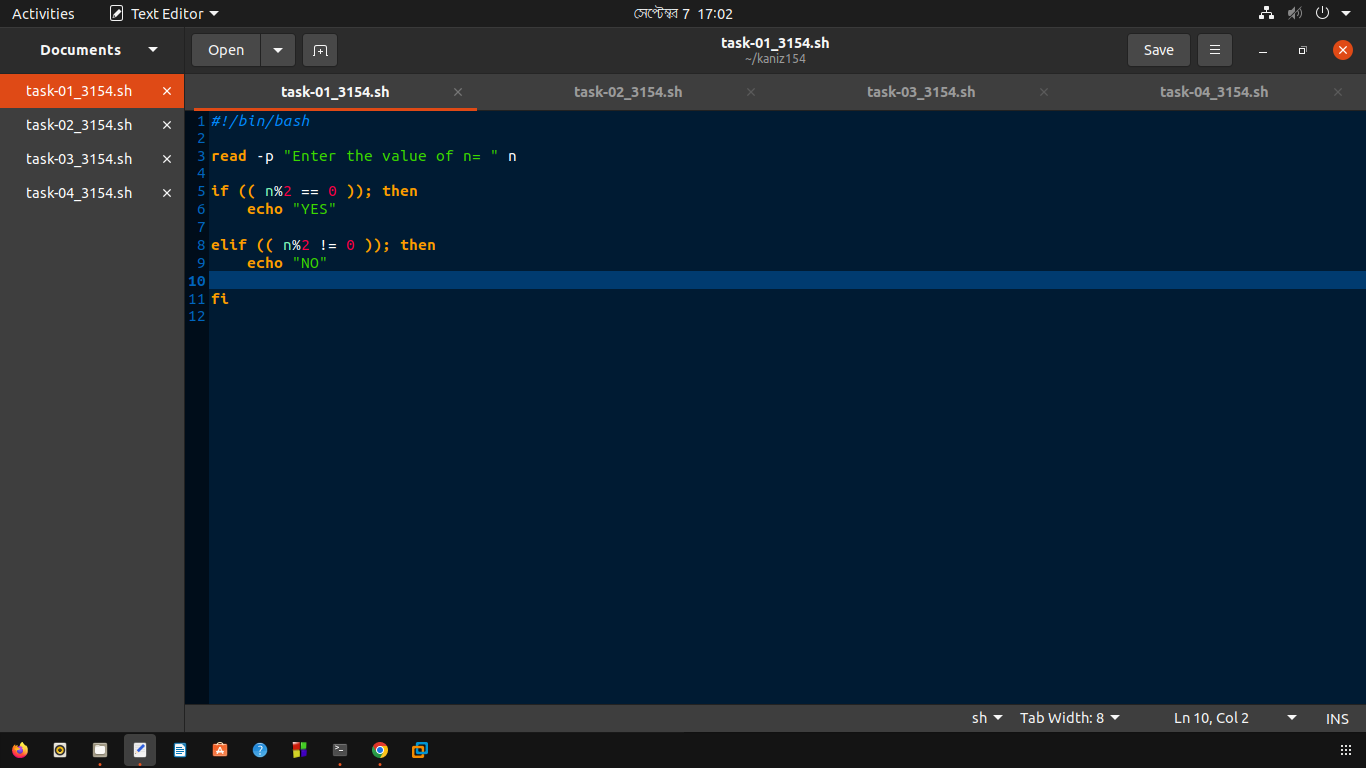 Activities Text Editor সেপ্টেম্বর 7 17:02
Documents Open task-01_3154.sh Save
~/kaniz154
task-01_3154.sh
task-02_3154.sh
task-03_3154.sh
task-04_3154.sh
task-01_3154.sh task-02_3154.sh task-03_3154.sh task-04_3154.sh
1 #!/bin/bash
2
3 read -p "Enter the value of n= " n
4
5 if (( n%2 == 0 )); then
6 echo "YES"
7
8 elif (( n%2 != 0 )); then
9 echo "NO"
10
11 fi
12
sh Tab Width: 8 Ln 10, Col 2 INS